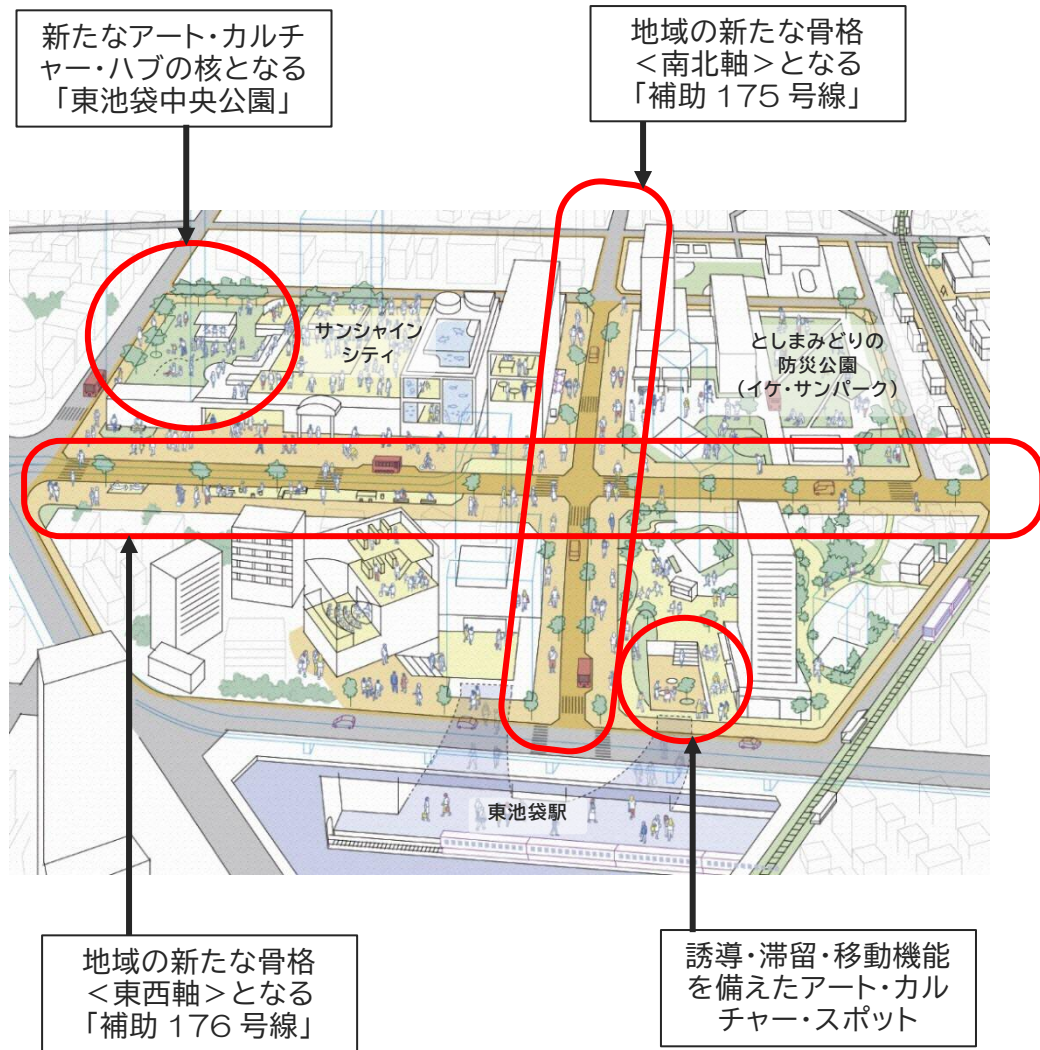 新たなアート・カルチ
ャー・ハブの核となる
「東池袋中央公園」
地域の新たな骨格
＜南北軸＞となる
「補助 175 号線」
サンシャイン
シティ
としまみどりの
防災公園
（イケ・サンパーク）
東池袋駅
地域の新たな骨格
＜東西軸＞となる
「補助 176 号線」
誘導・滞留・移動機能
を備えたアート・カル
チャー・スポット